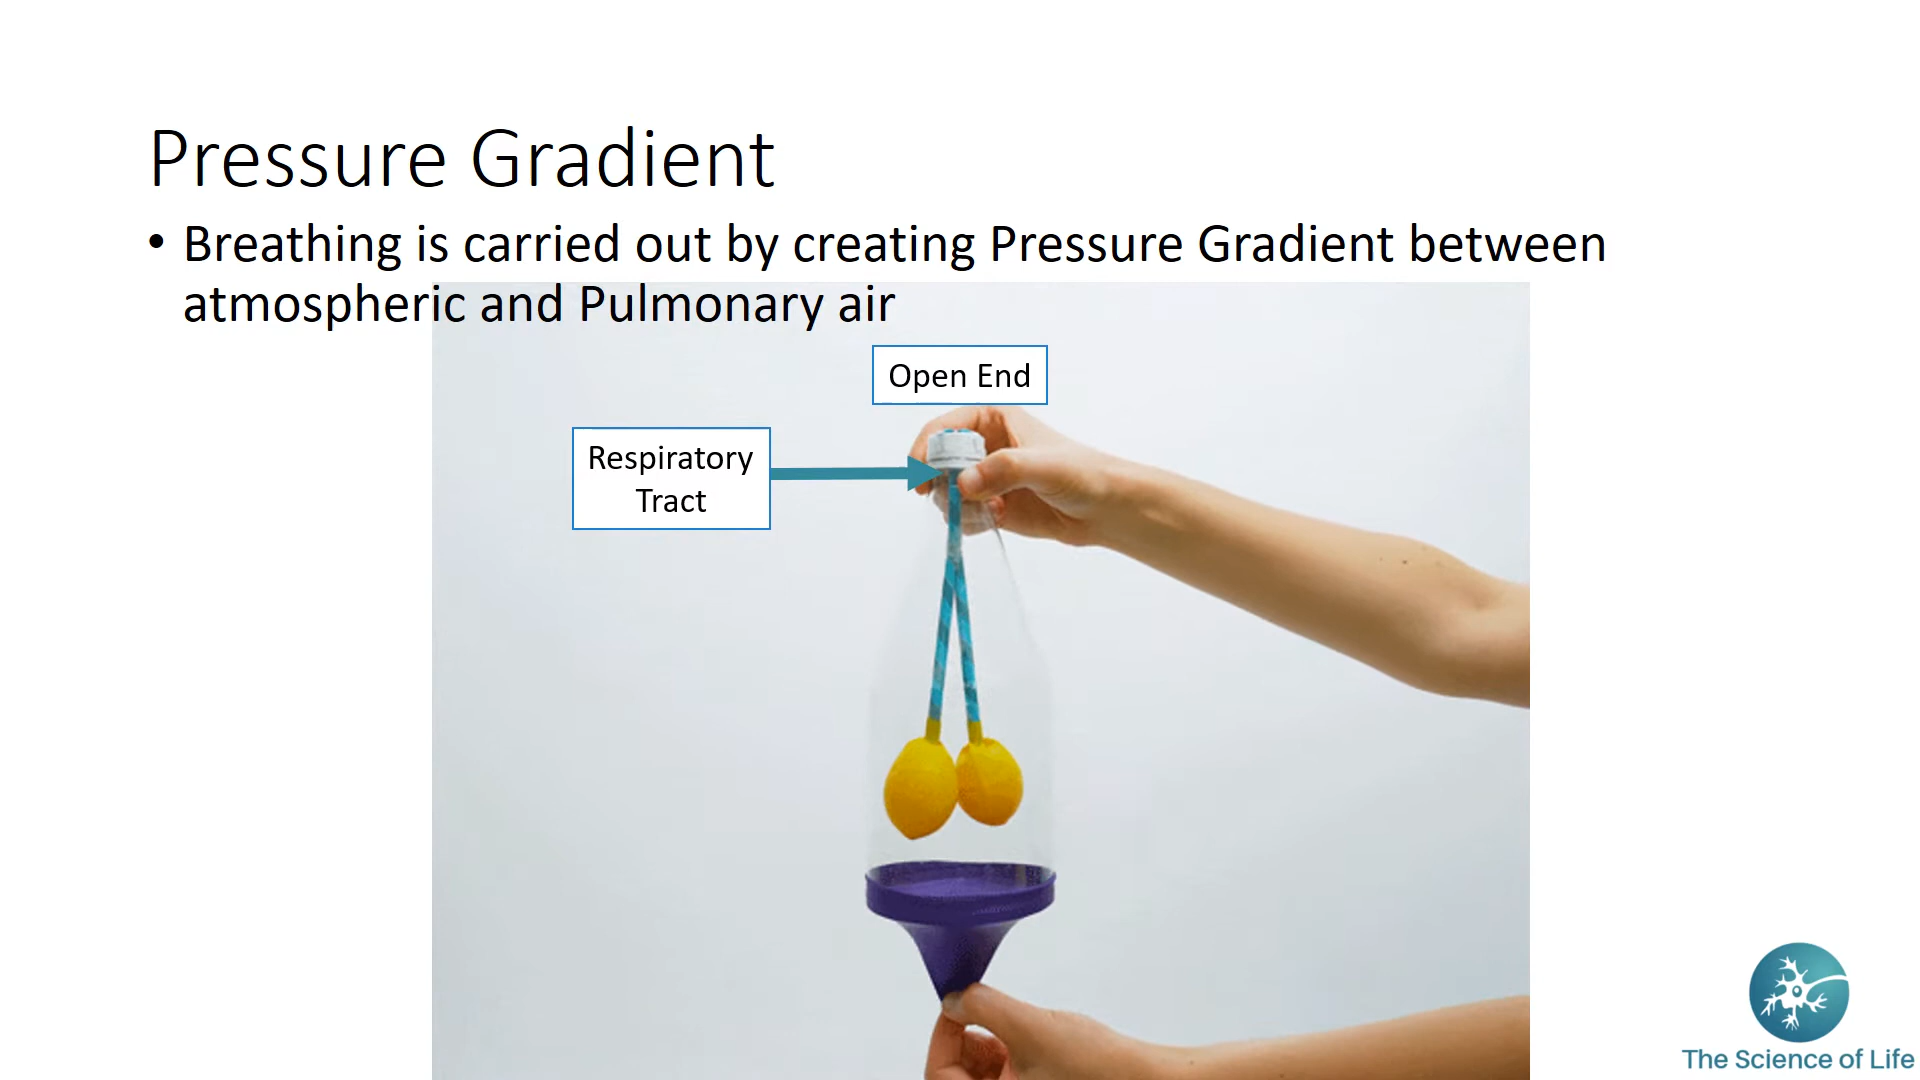 Pressure Gradient
• Breathing is carried out by creating Pressure Gradient between
atmospheric and Pulmonary air
Open End
Respiratory
Tract
The Science of Life